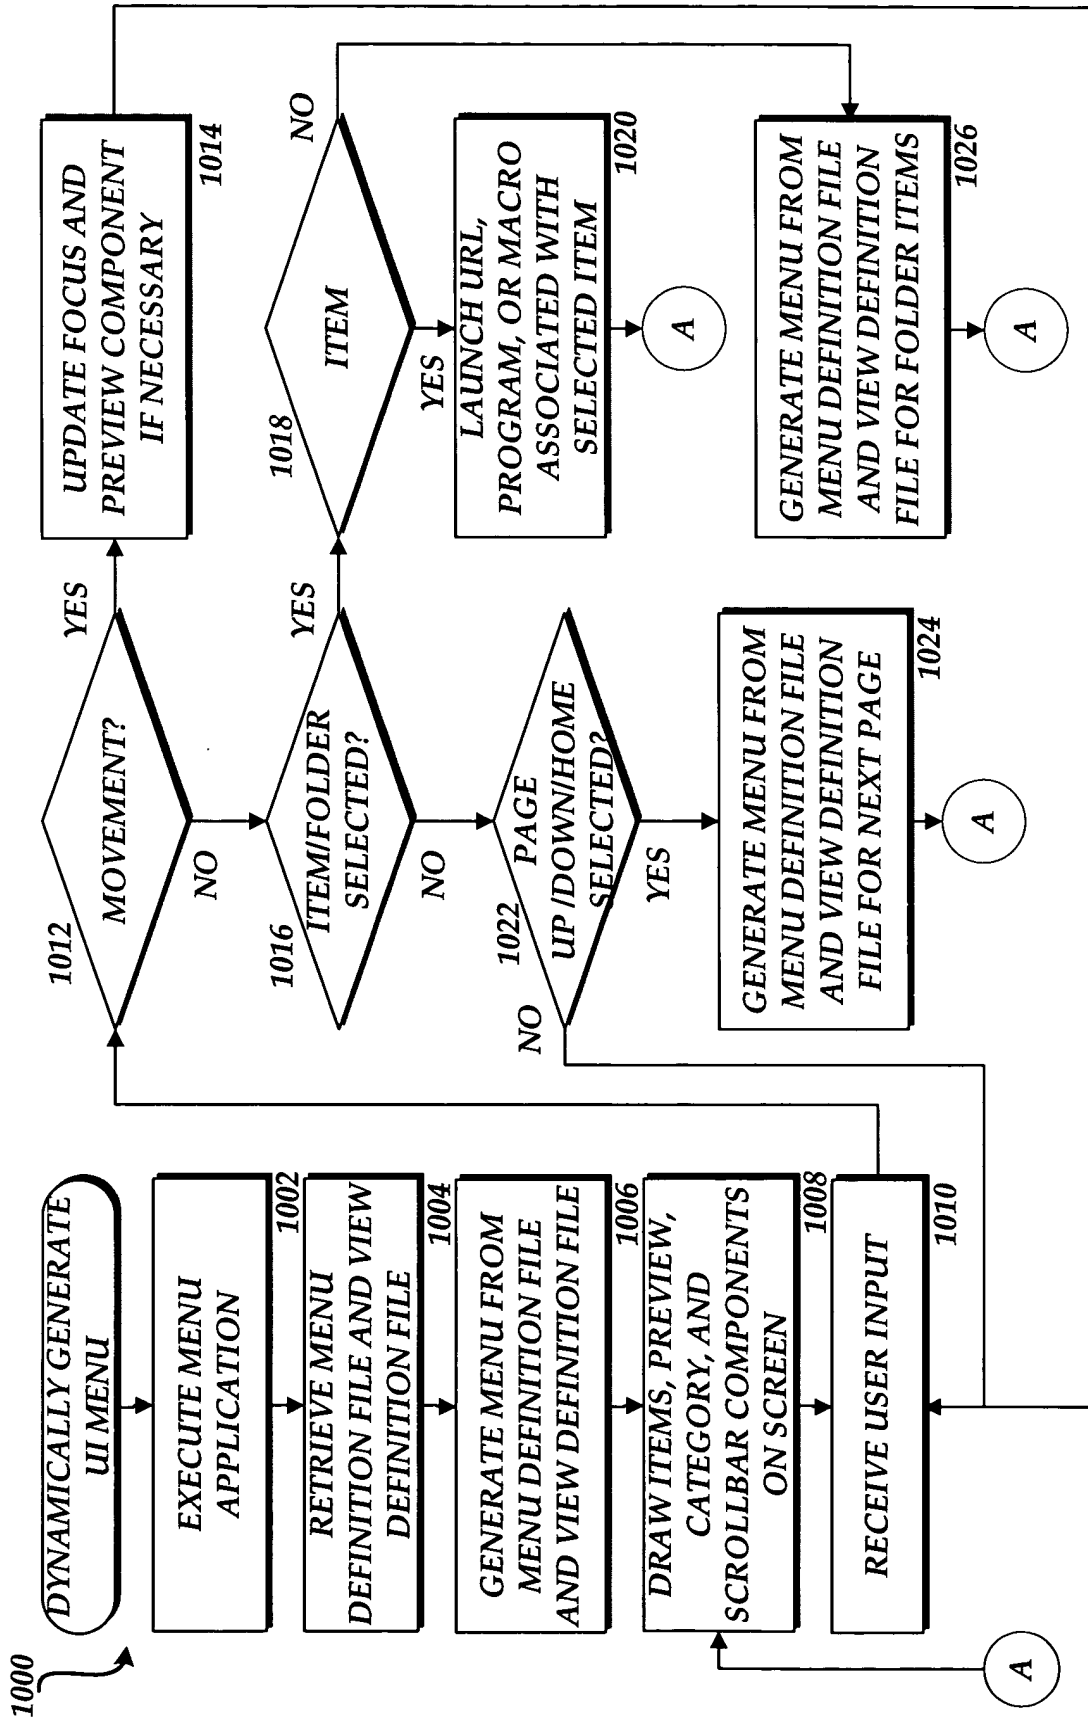 1000
DYNAMICALLY GENERATE
UI MENU
EXECUTE MENU
APPLICATION
1002
RETRIEVE MENU
DEFINITION FILE AND VIEW
DEFINITION FILE
1004
GENERATE MENU FROM
MENU DEFINITION FILE
AND VIEW DEFINITION FILE
1006
DRAW ITEMS, PREVIEW,
CATEGORY, AND
SCROLLBAR COMPONENTS
ON SCREEN
1008
RECEIVE USER INPUT
1010
A
1012
MOVEMENT?
YES
NO
UPDATE FOCUS AND
PREVIEW COMPONENT
IF NECESSARY
1014
1016
ITEM/FOLDER
SELECTED?
YES
NO
1018
ITEM
NO
YES
LAUNCH URL,
PROGRAM, OR MACRO
ASSOCIATED WITH
SELECTED ITEM
1020
A
1022
PAGE
UP /DOWN/HOME
SELECTED?
NO
YES
GENERATE MENU FROM
MENU DEFINITION FILE
AND VIEW DEFINITION
FILE FOR NEXT PAGE
1024
A
GENERATE MENU FROM
MENU DEFINITION FILE
AND VIEW DEFINITION
FILE FOR FOLDER ITEMS
1026
A